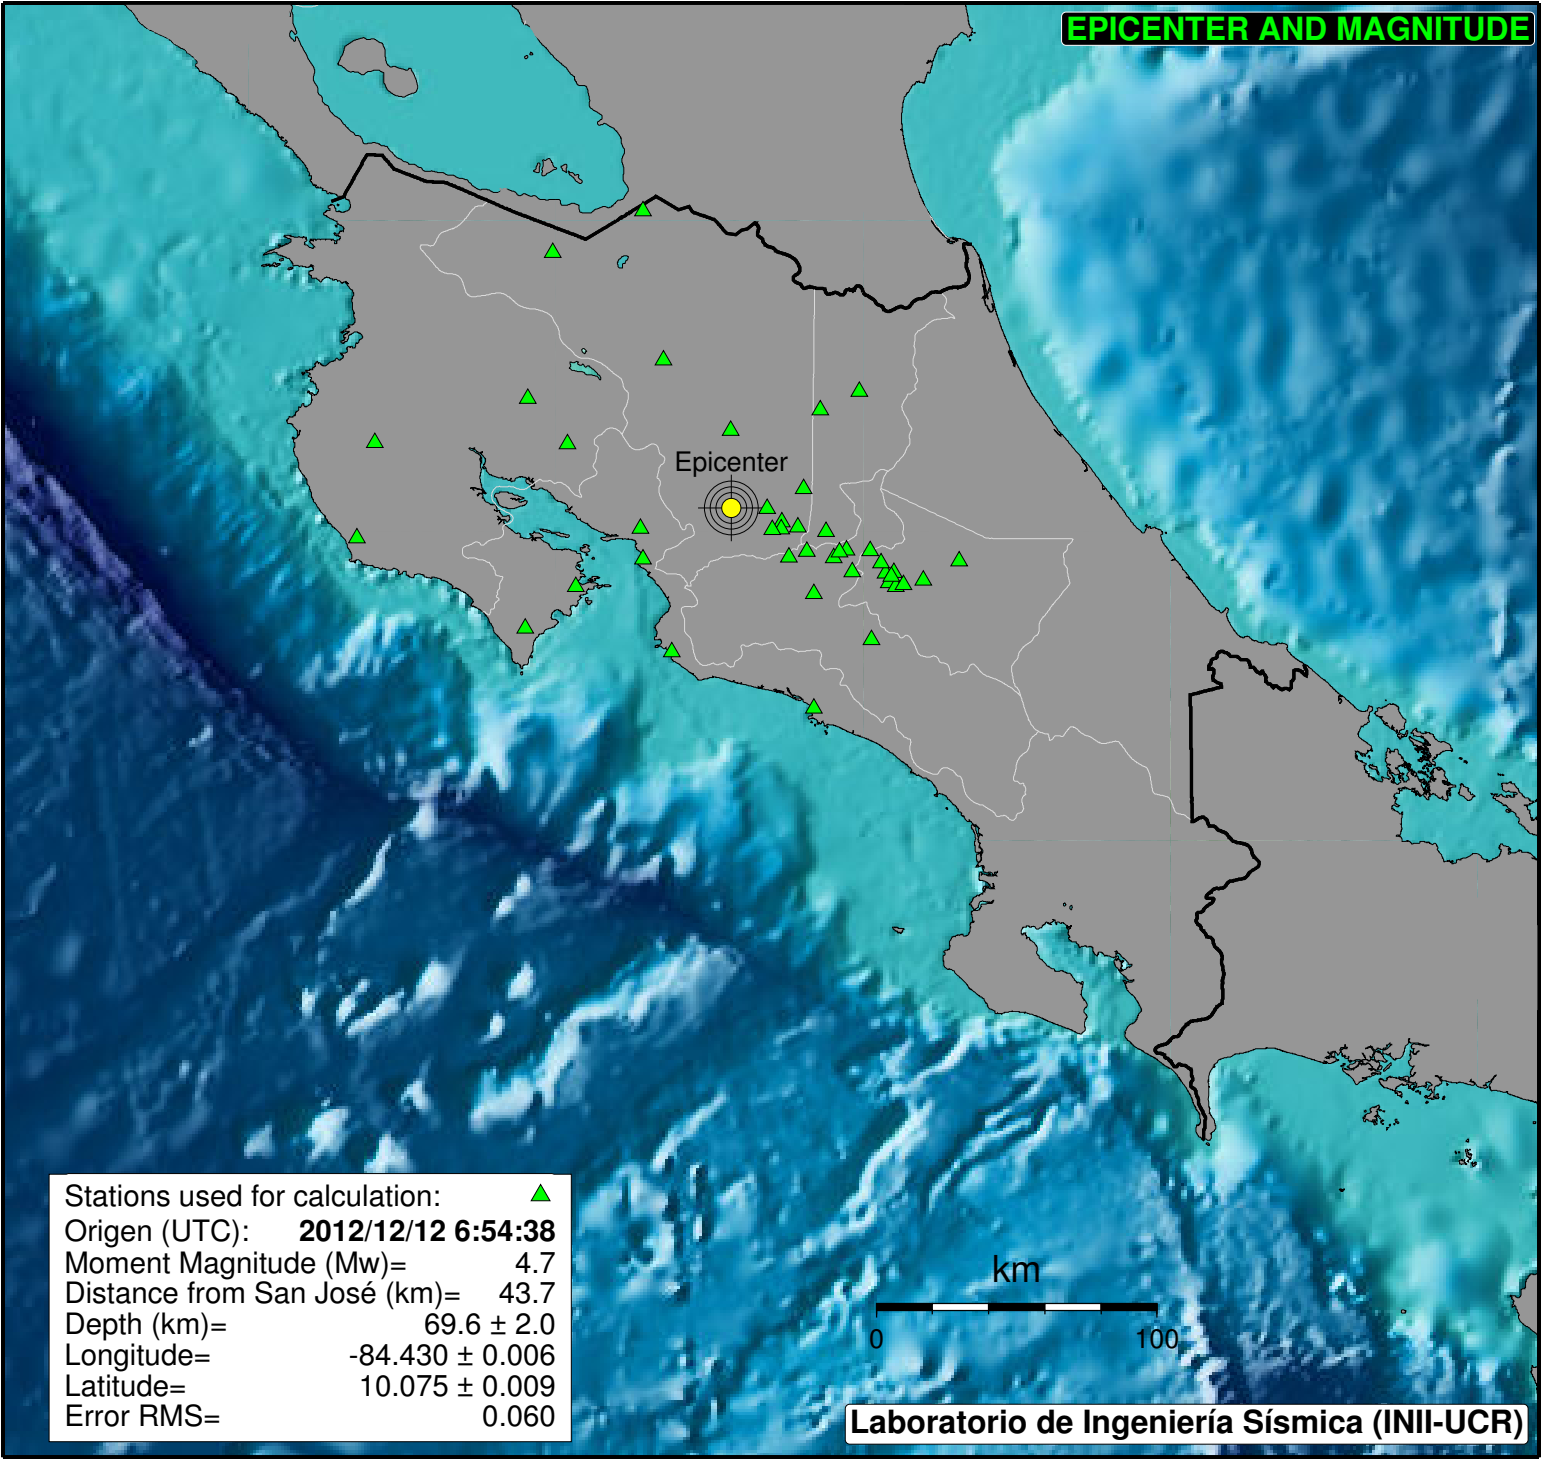 EPICENTER AND MAGNITUDE
Epicenter
Stations used for calculation:
Origen (UTC): 2012/12/12 6:54:38
Moment Magnitude (Mw)= 4.7
Distance from San José (km)= 43.7
Depth (km)= 69.6 ± 2.0
Longitude= -84.430 ± 0.006
Latitude= 10.075 ± 0.009
Error RMS= 0.060
km
0 100
Laboratorio de Ingeniería Sísmica (INII-UCR)